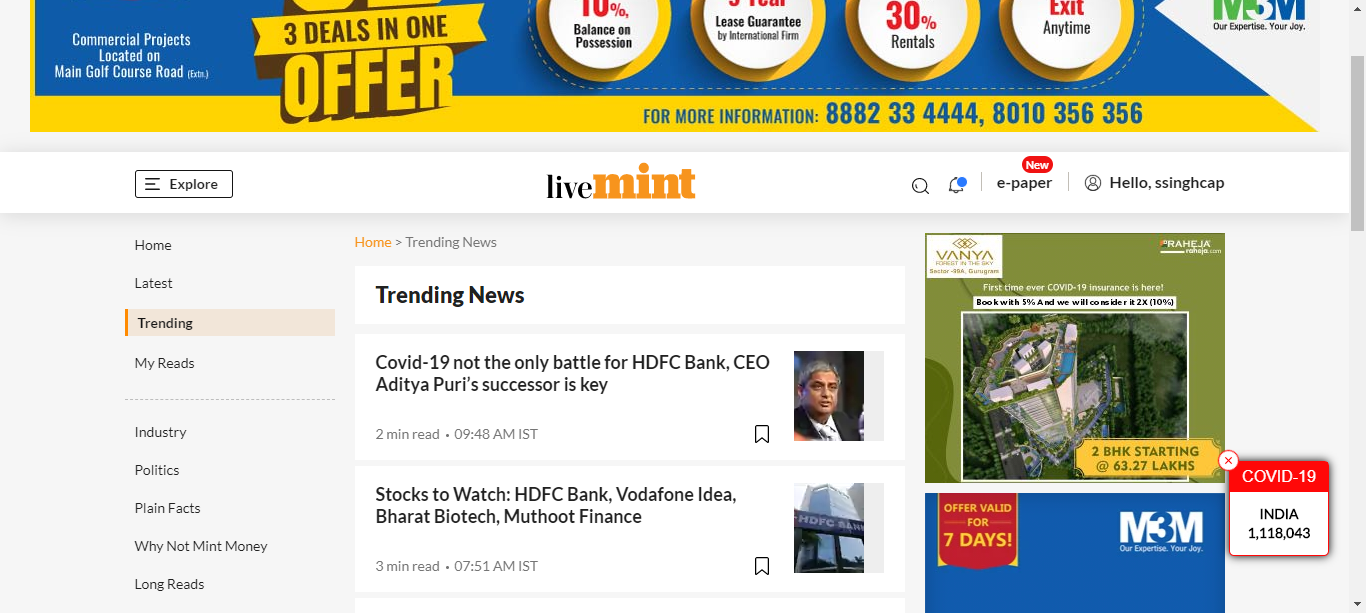 10%,
Balance on
Possession
Lease Guarantee
by International Firm
30%
Rentals
Exit
Anytime
M3M
Our Expertise. Your Joy.
Commercial Projects
Located on
Main Golf Course Road (Extn.)
3 DEALS IN ONE
OFFER
FOR MORE INFORMATION: 8882 33 4444, 8010 356 356
Explore
livemint
New
e-paper
Hello, ssinghcap
Home
Latest
Trending
My Reads
Industry
Politics
Plain Facts
Why Not Mint Money
Long Reads
Home > Trending News
Trending News
Covid-19 not the only battle for HDFC Bank, CEO
Aditya Puri's successor is key
2 min read • 09:48 AM IST
Stocks to Watch: HDFC Bank, Vodafone Idea,
Bharat Biotech, Muthoot Finance
3 min read • 07:51 AM IST
HDFC BANK
VANYA
FOREST IN THE SKY
Sector -99A, Gurugram
RAHEJA
raheja.com
First time ever COVID-19 insurance is here!
Book with 5% And we will consider it 2X (10%)
2 BHK STARTING
@ 63.27 LAKHS
OFFER VALID
FOR
7 DAYS!
M3M
Our Expertise. Your Joy.
COVID-19
INDIA
1,118,043